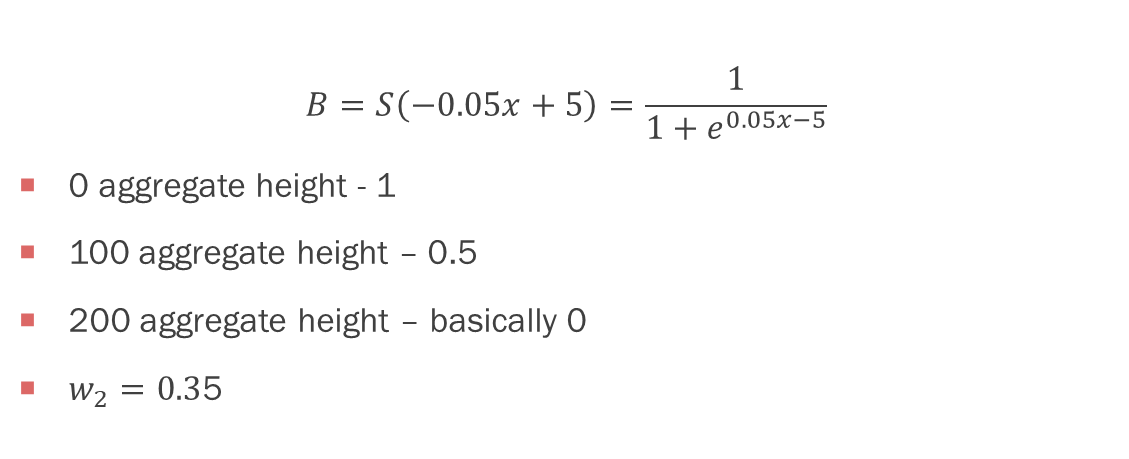 B = S(−0.05x + 5) = \frac{1}{1 + e^{0.05x−5}}
▪ 0 aggregate height - 1
▪ 100 aggregate height – 0.5
▪ 200 aggregate height – basically 0
▪ w₂ = 0.35